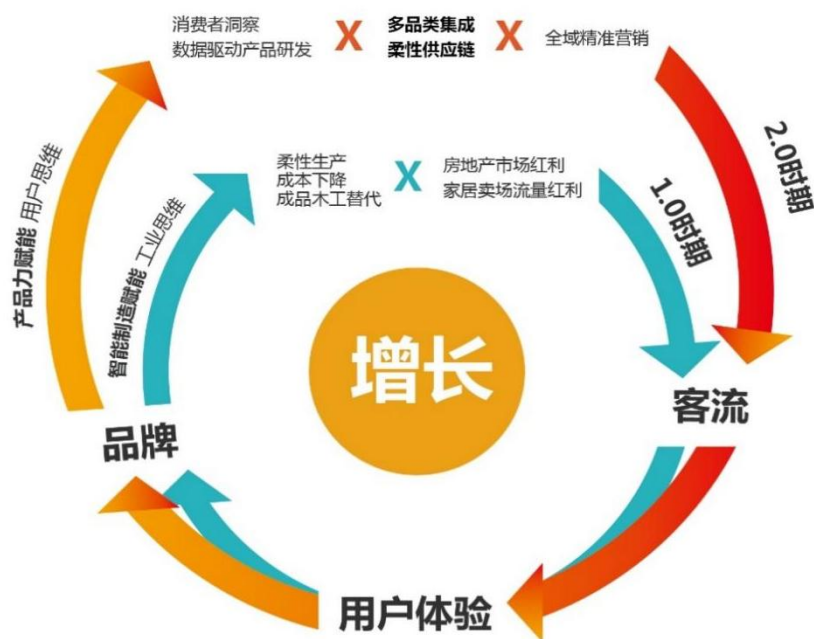 消费者洞察
数据驱动产品研发
X
多品类集成
柔性供应链
X
全域精准营销
2.0时期
产品力赋能 用户思维
柔性生产
成本下降
成品木工替代
X
房地产市场红利
家居卖场流量红利
1.0时期
智能制造赋能 工业思维
增长
客流
品牌
用户体验